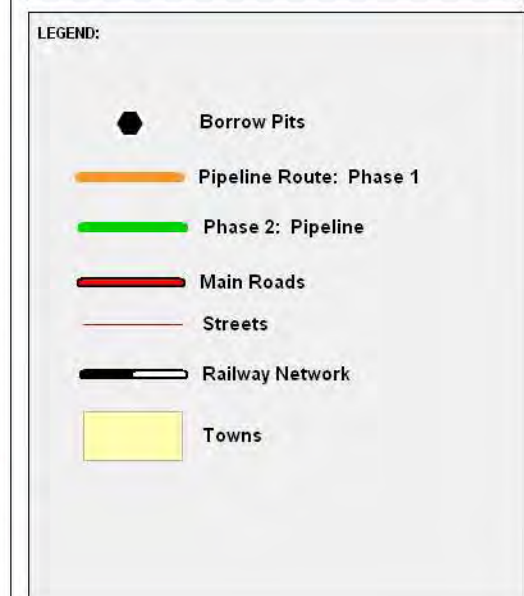 LEGEND:
Borrow Pits
Pipeline Route: Phase 1
Phase 2: Pipeline
Main Roads
Streets
Railway Network
Towns